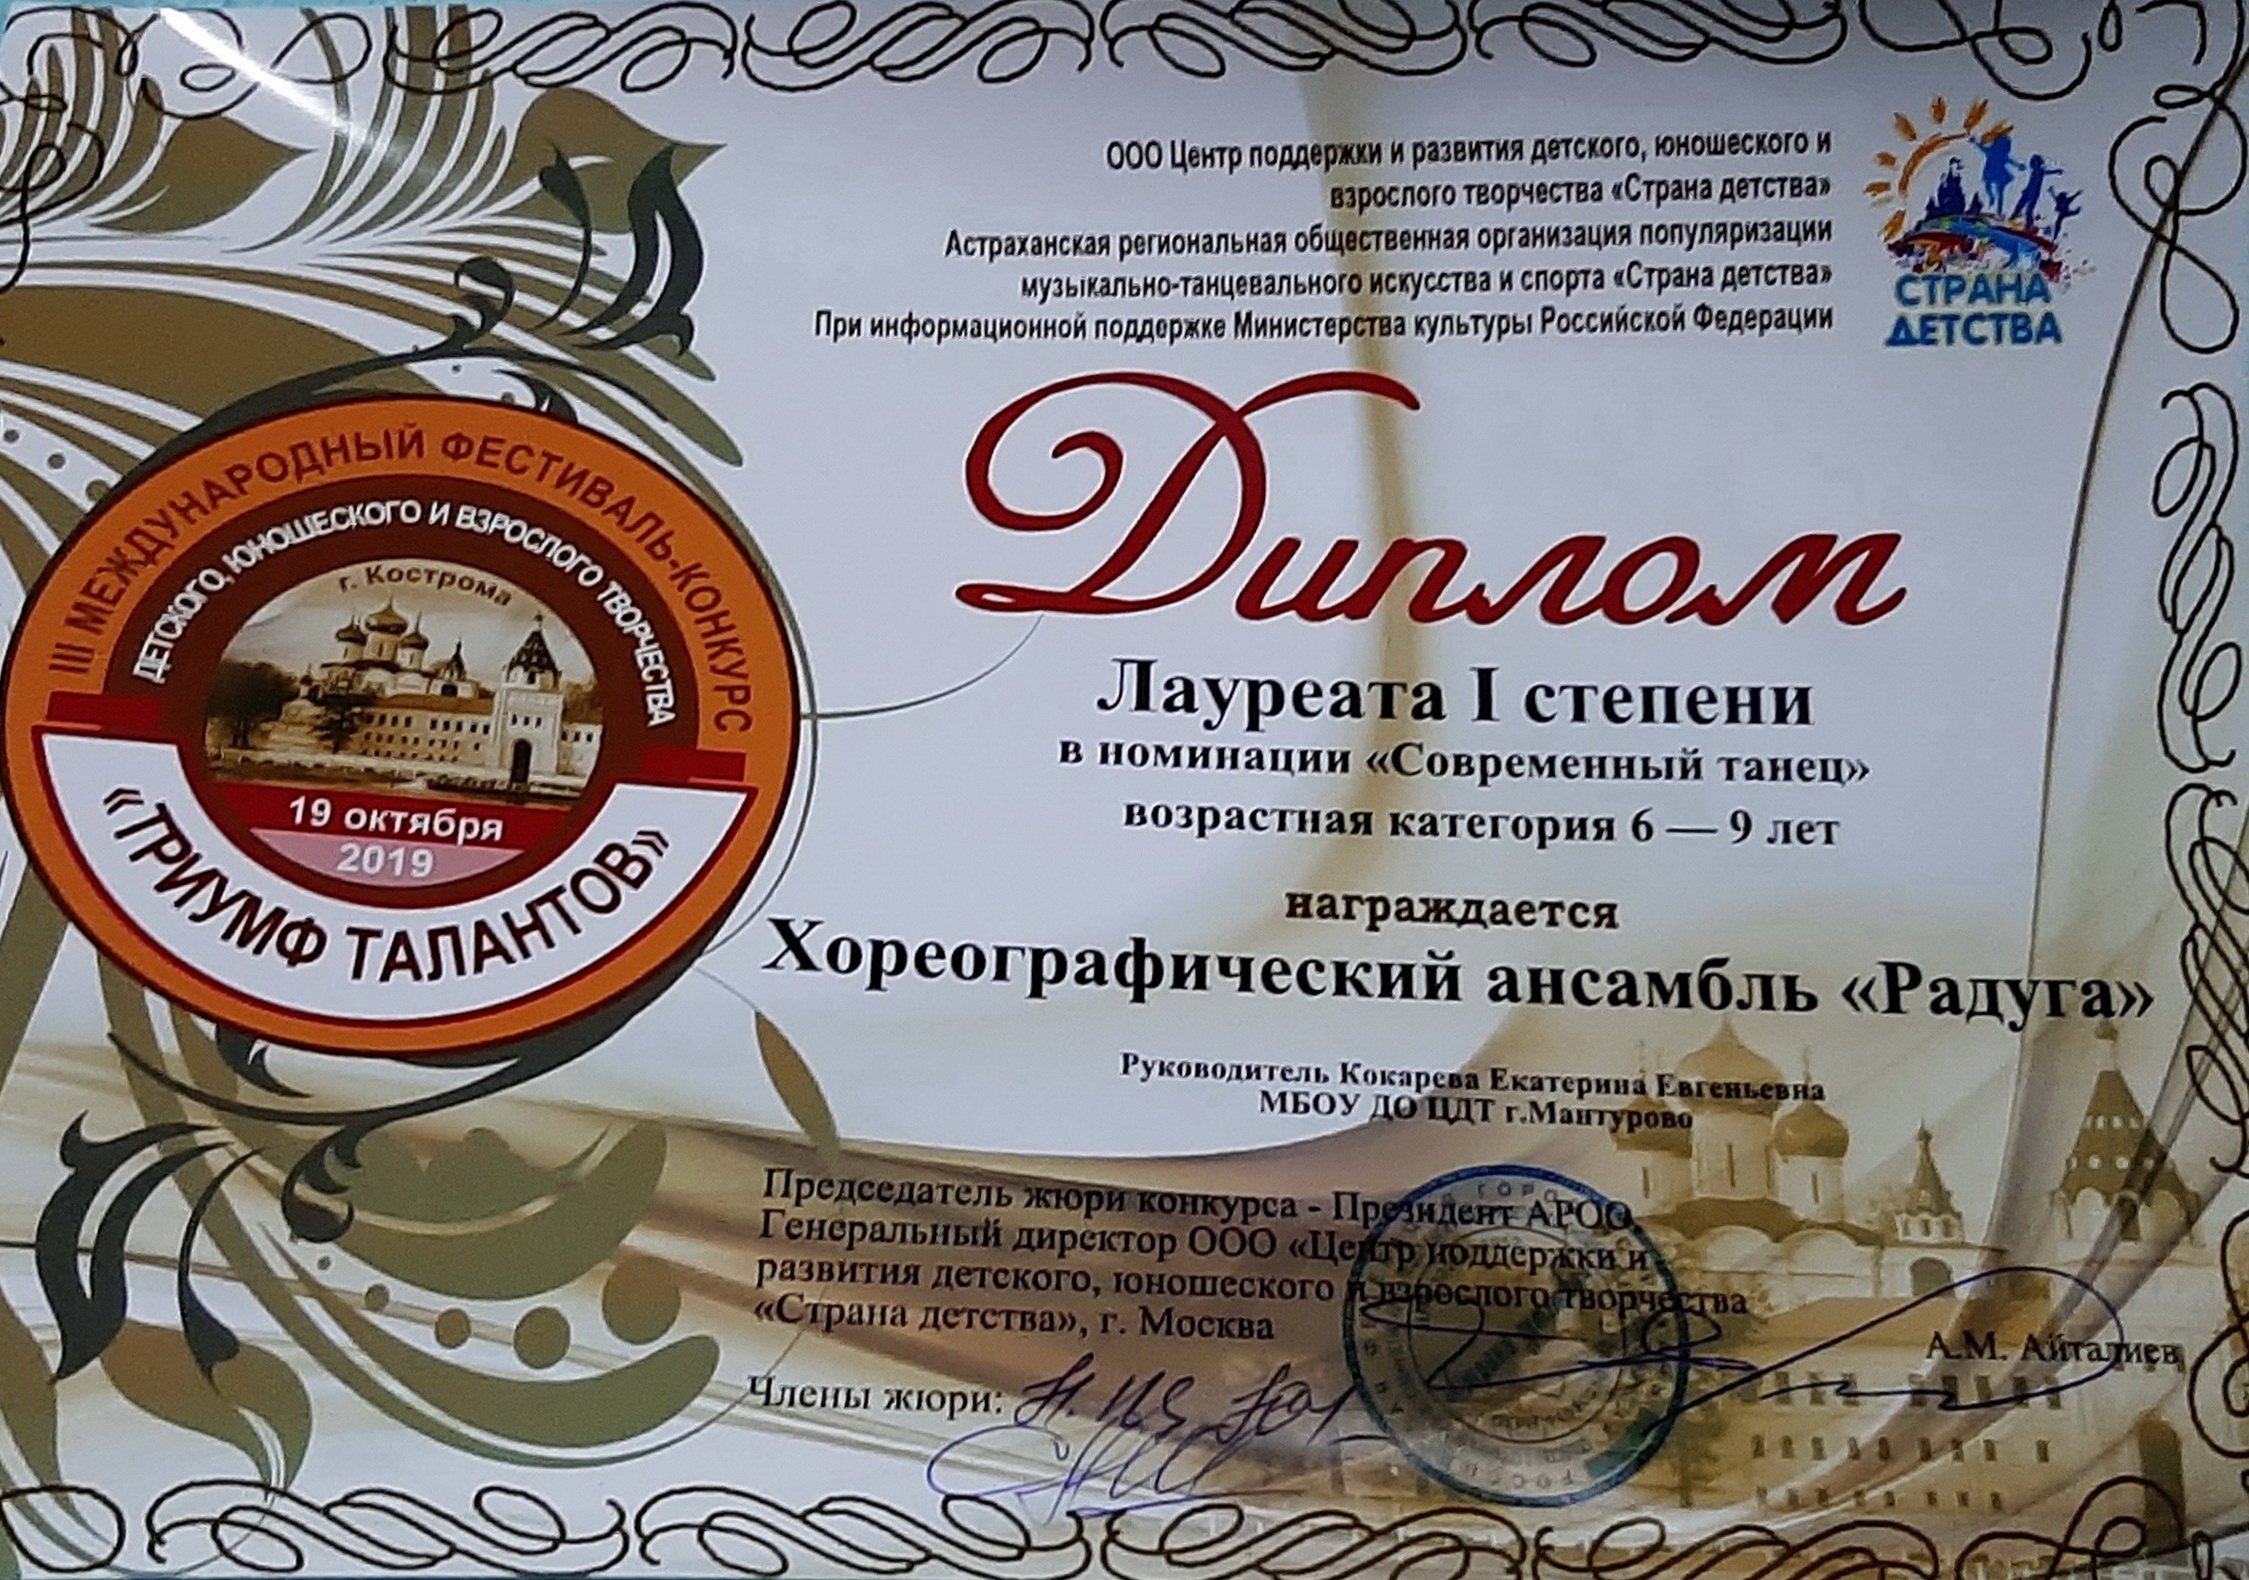 ООО Центр поддержки и развития детского, юношеского и
взрослого творчества «Страна детства»
Астраханская региональная общественная организация популяризации
музыкально-танцевального искусства и спорта «Страна детства»
При информационной поддержке Министерства культуры Российской Федерации
СТРАНА
ДЕТСТВА
III МЕЖДУНАРОДНЫЙ ФЕСТИВАЛЬ-КОНКУРС
ДЕТСКОГО, ЮНОШЕСКОГО И ВЗРОСЛОГО ТВОРЧЕСТВА
г. Кострома
19 октября
2019
«ТРИУМФ ТАЛАНТОВ»
Диплом
Лауреата I степени
в номинации «Современный танец»
возрастная категория 6 — 9 лет
награждается
Хореографический ансамбль «Радуга»
Руководитель Кокарева Екатерина Евгеньевна
МБОУ ДО ЦДТ г.Мантурово
Председатель жюри конкурса - Президент АРОО,
Генеральный директор ООО «Центр поддержки и
развития детского, юношеского и взрослого творчества
«Страна детства», г. Москва
А.М. Айталиев
Члены жюри: